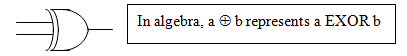 In algebra, a ⊕ b represents a EXOR b